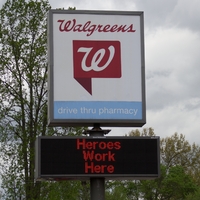 Walgreens
W
drive thru pharmacy
Heroes
Work
Here